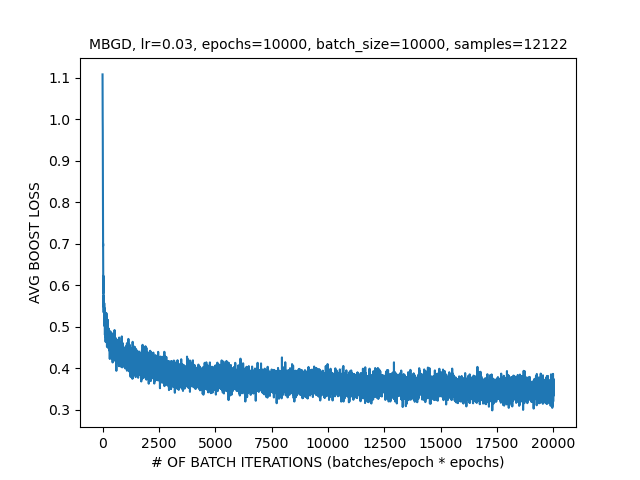 MBGD, lr=0.03, epochs=10000, batch_size=10000, samples=12122
AVG BOOST LOSS
1.1
1.0
0.9
0.8
0.7
0.6
0.5
0.4
0.3
0 2500 5000 7500 10000 12500 15000 17500 20000
# OF BATCH ITERATIONS (batches/epoch * epochs)